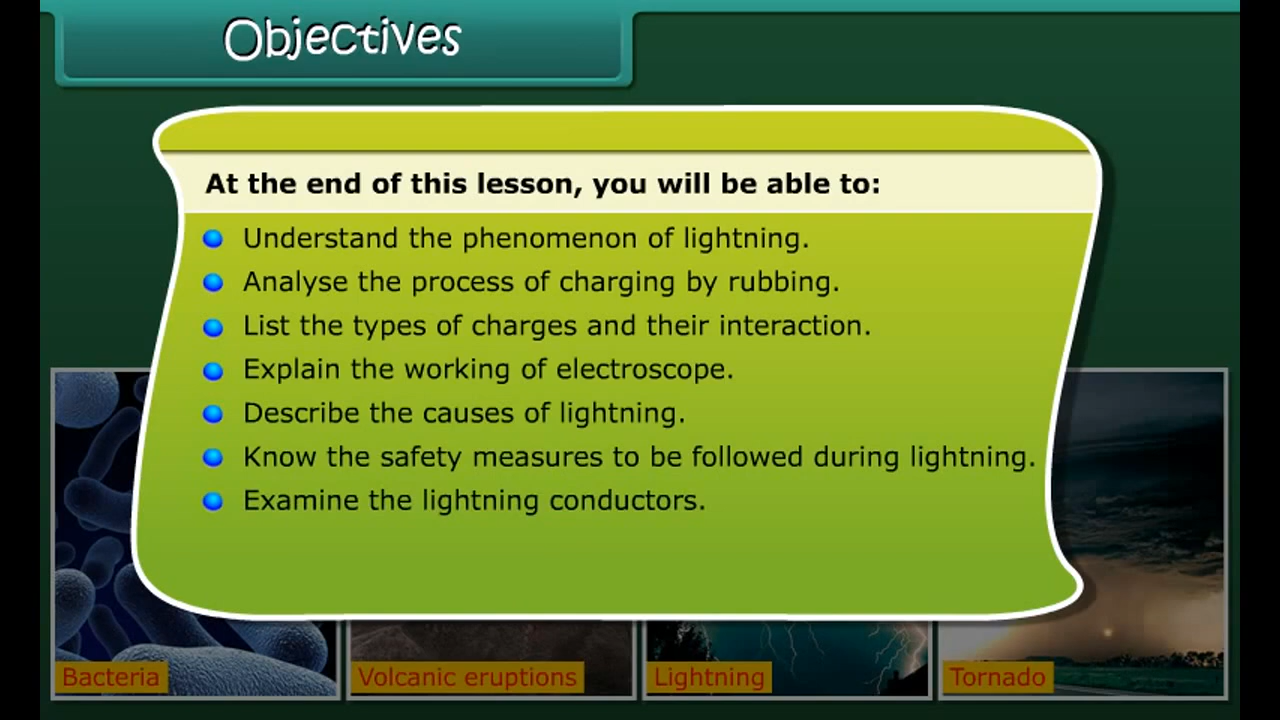 Objectives
At the end of this lesson, you will be able to:
Understand the phenomenon of lightning.
Analyse the process of charging by rubbing.
List the types of charges and their interaction.
Explain the working of electroscope.
Describe the causes of lightning.
Know the safety measures to be followed during lightning.
Examine the lightning conductors.
Bacteria
Volcanic eruptions
Lightning
Tornado